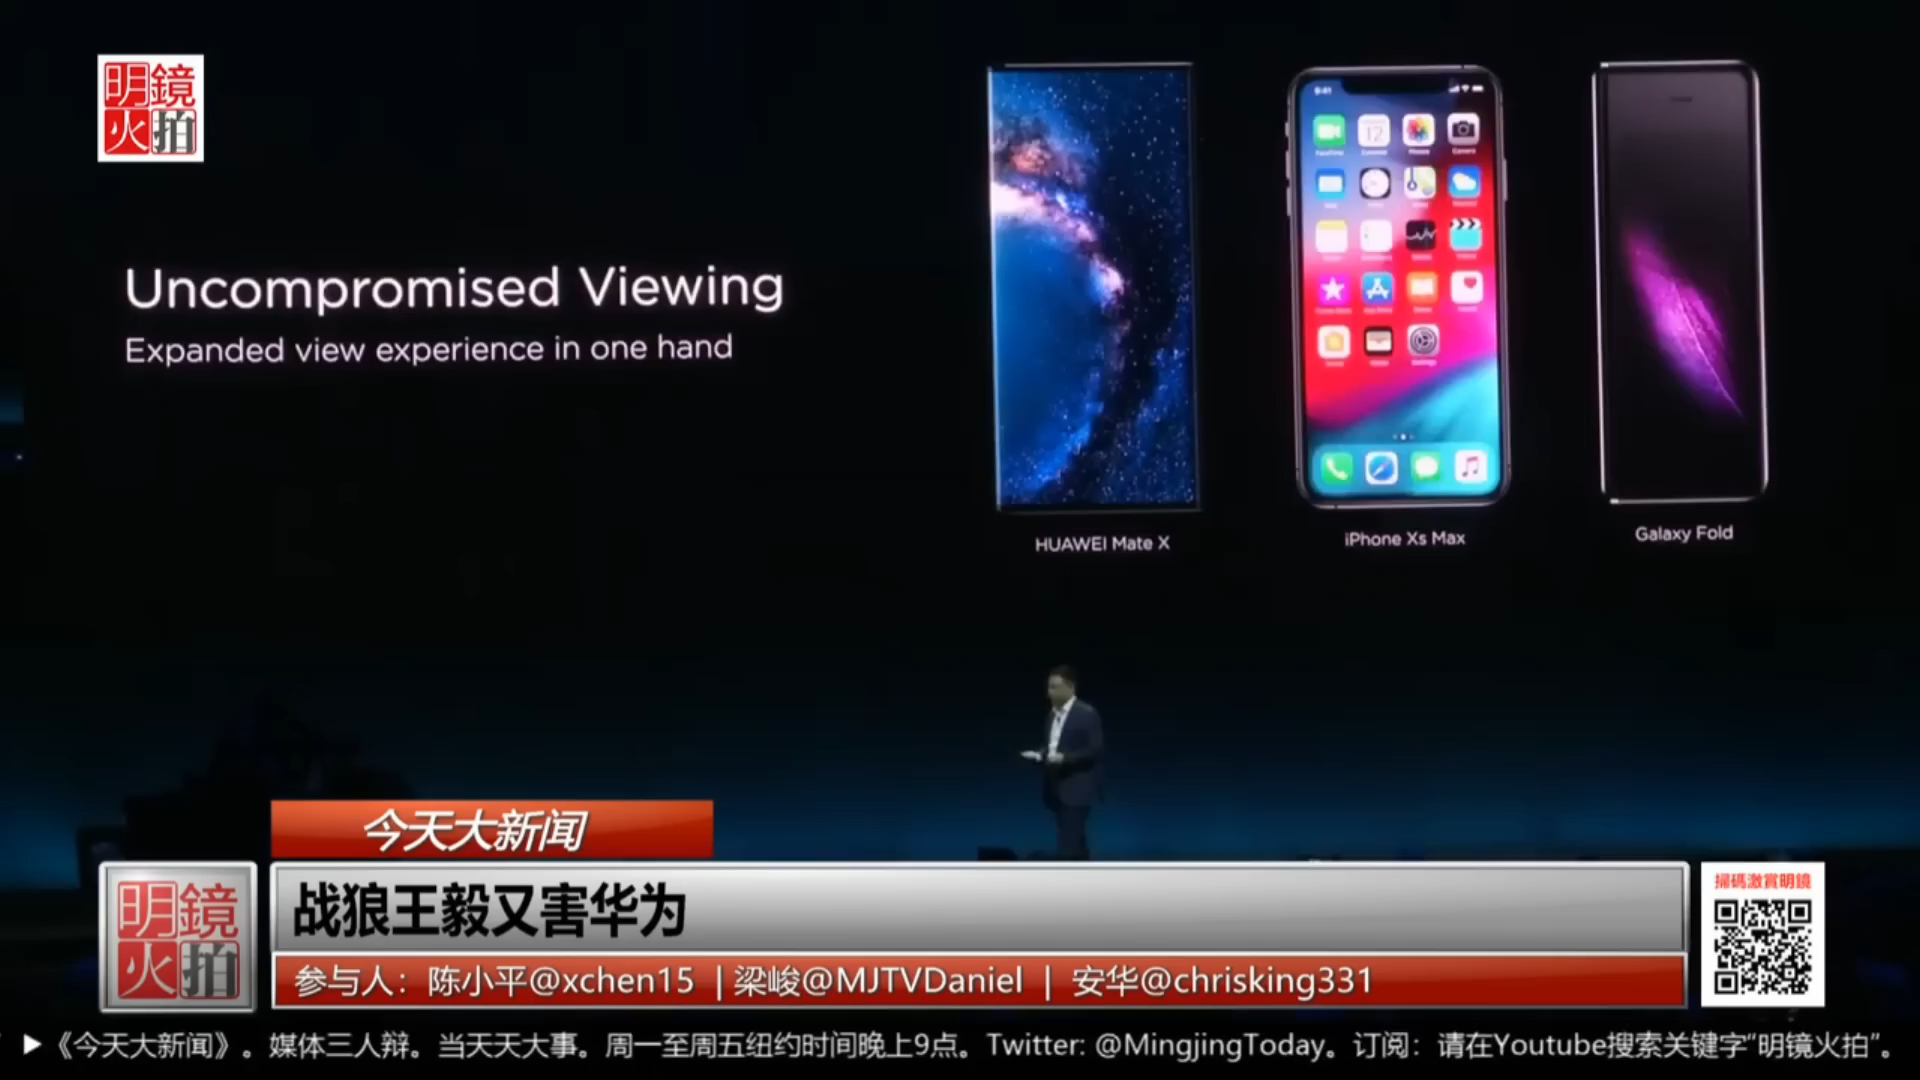 明鏡
火拍
Uncompromised Viewing
Expanded view experience in one hand
9:41
12
HUAWEI Mate X
iPhone Xs Max
Galaxy Fold
今天大新闻
明鏡
火拍
战狼王毅又害华为
掃碼激賞明鏡
参与人：陈小平@xchen15 | 梁峻@MJTVDaniel | 安华@chrisking331
▶《今天大新闻》。媒体三人辩。当天天大事。周一至周五纽约时间晚上9点。Twitter: @MingjingToday。订阅：请在Youtube搜索关键字"明镜火拍"。